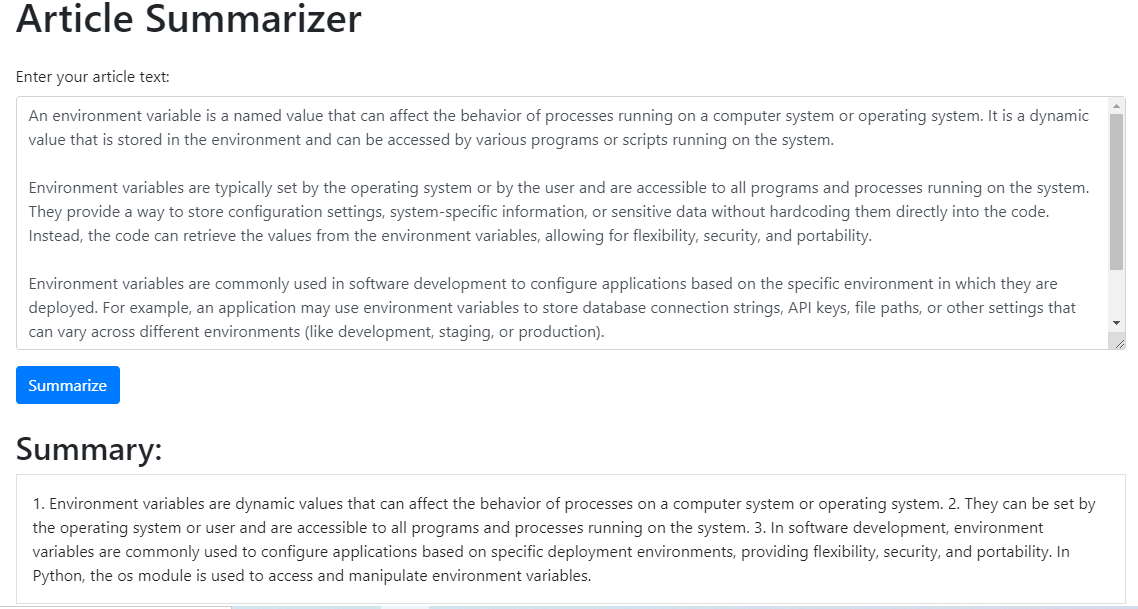 Article Summarizer
Enter your article text:
An environment variable is a named value that can affect the behavior of processes running on a computer system or operating system. It is a dynamic
value that is stored in the environment and can be accessed by various programs or scripts running on the system.
Environment variables are typically set by the operating system or by the user and are accessible to all programs and processes running on the system.
They provide a way to store configuration settings, system-specific information, or sensitive data without hardcoding them directly into the code.
Instead, the code can retrieve the values from the environment variables, allowing for flexibility, security, and portability.
Environment variables are commonly used in software development to configure applications based on the specific environment in which they are
deployed. For example, an application may use environment variables to store database connection strings, API keys, file paths, or other settings that
can vary across different environments (like development, staging, or production).
Summarize
Summary:
1. Environment variables are dynamic values that can affect the behavior of processes on a computer system or operating system. 2. They can be set by
the operating system or user and are accessible to all programs and processes running on the system. 3. In software development, environment
variables are commonly used to configure applications based on specific deployment environments, providing flexibility, security, and portability. In
Python, the os module is used to access and manipulate environment variables.